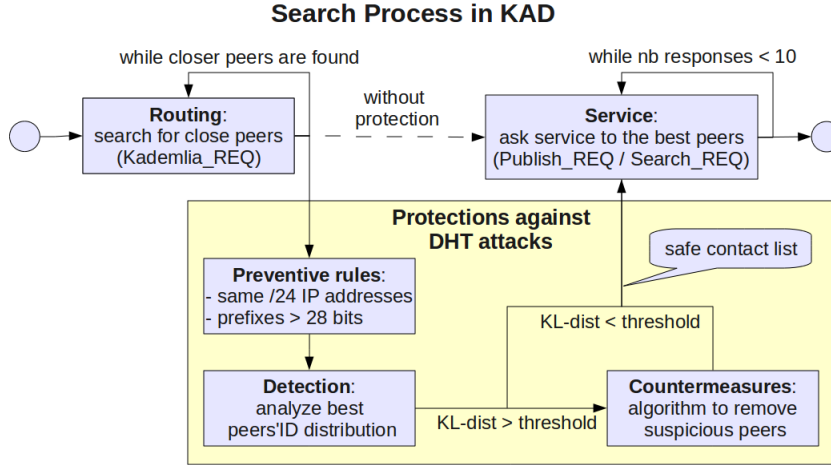 Search Process in KAD
while closer peers are found
while nb responses < 10
Routing:
search for close peers
(Kademlia_REQ)
without
protection
Service:
ask service to the best peers
(Publish_REQ / Search_REQ)
Protections against
DHT attacks
safe contact list
Preventive rules:
- same /24 IP addresses
- prefixes > 28 bits
KL-dist < threshold
Detection:
analyze best
peers'ID distribution
KL-dist > threshold
Countermeasures:
algorithm to remove
suspicious peers